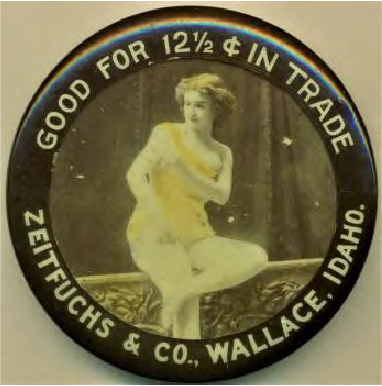 GOOD FOR 12½ ¢ IN TRADE
ZEITFUCHS & CO., WALLACE, IDAHO.